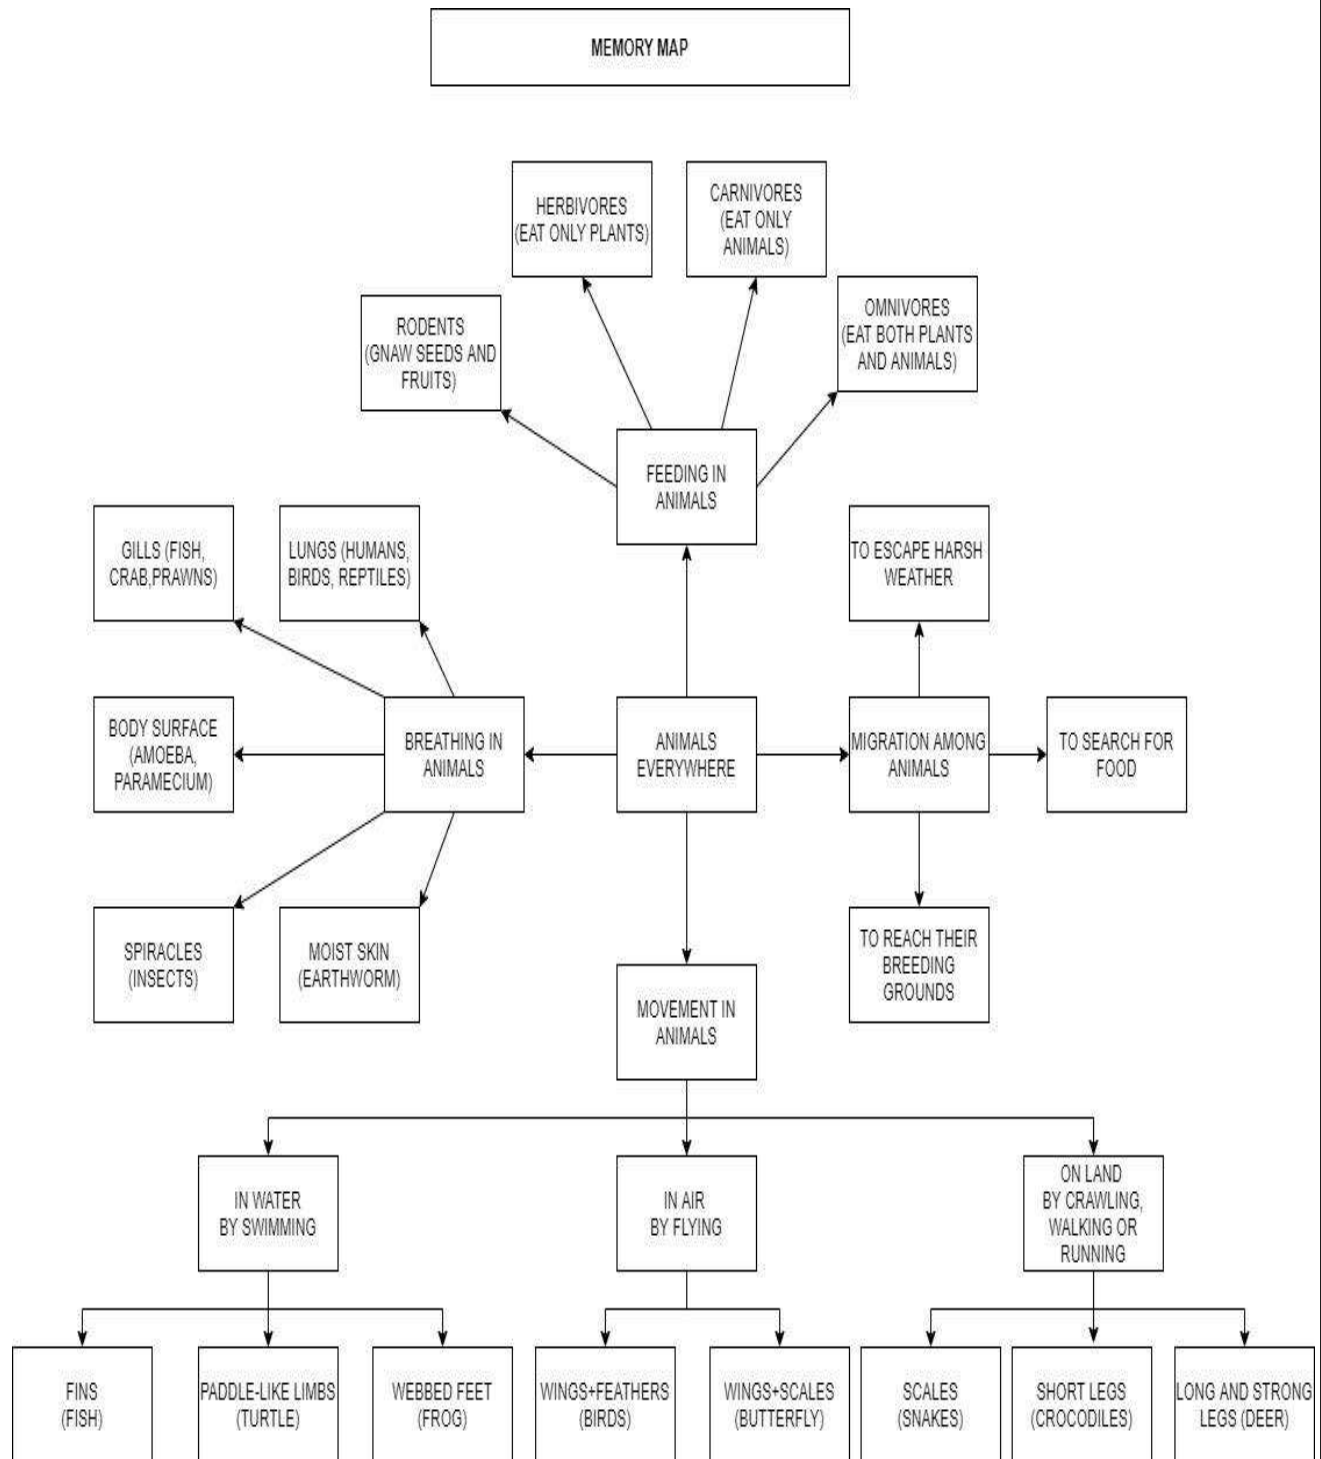 MEMORY MAP
HERBIVORES
(EAT ONLY PLANTS)
CARNIVORES
(EAT ONLY
ANIMALS)
RODENTS
(GNAW SEEDS AND
FRUITS)
OMNIVORES
(EAT BOTH PLANTS
AND ANIMALS)
FEEDING IN
ANIMALS
GILLS (FISH,
CRAB,PRAWNS)
LUNGS (HUMANS,
BIRDS, REPTILES)
TO ESCAPE HARSH
WEATHER
BODY SURFACE
(AMOEBA,
PARAMECIUM)
BREATHING IN
ANIMALS
ANIMALS
EVERYWHERE
MIGRATION AMONG
ANIMALS
TO SEARCH FOR
FOOD
SPIRACLES
(INSECTS)
MOIST SKIN
(EARTHWORM)
TO REACH THEIR
BREEDING
GROUNDS
MOVEMENT IN
ANIMALS
IN WATER
BY SWIMMING
IN AIR
BY FLYING
ON LAND
BY CRAWLING,
WALKING OR
RUNNING
FINS
(FISH)
PADDLE-LIKE LIMBS
(TURTLE)
WEBBED FEET
(FROG)
WINGS+FEATHERS
(BIRDS)
WINGS+SCALES
(BUTTERFLY)
SCALES
(SNAKES)
SHORT LEGS
(CROCODILES)
LONG AND STRONG
LEGS (DEER)